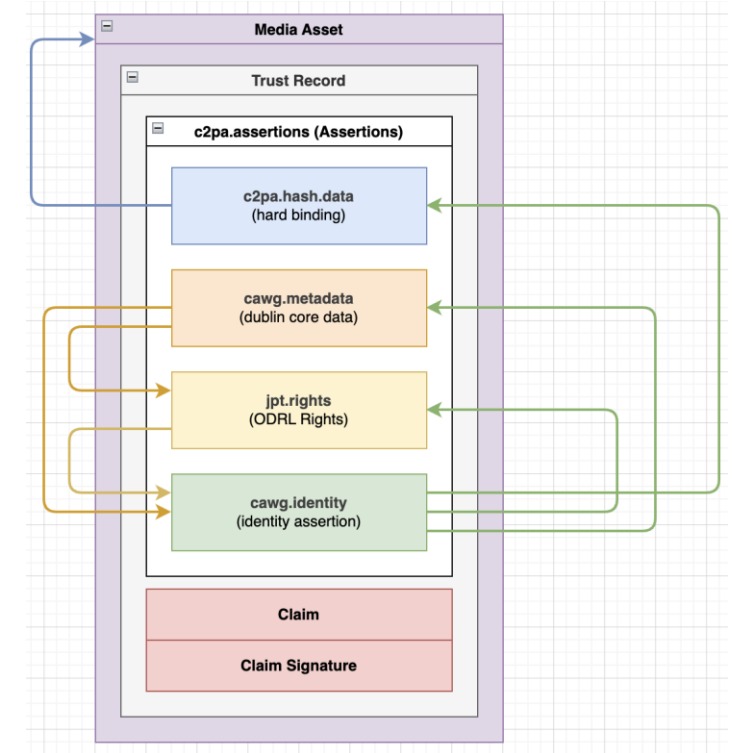 Media Asset
Trust Record
c2pa.assertions (Assertions)
c2pa.hash.data
(hard binding)
cawg.metadata
(dublin core data)
jpt.rights
(ODRL Rights)
cawg.identity
(identity assertion)
Claim
Claim Signature